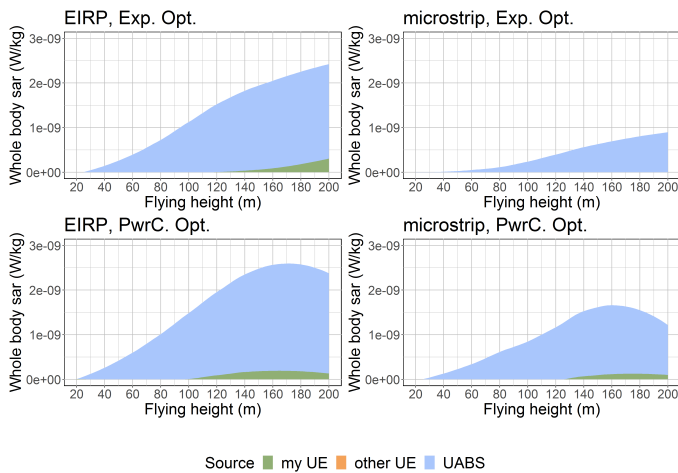 EIRP, Exp. Opt.
Whole body sar (W/kg)
3e-09
2e-09
1e-09
0e+00
20 40 60 80 100 120 140 160 180 200
Flying height (m)
microstrip, Exp. Opt.
Whole body sar (W/kg)
3e-09
2e-09
1e-09
0e+00
20 40 60 80 100 120 140 160 180 200
Flying height (m)
EIRP, PwrC. Opt.
Whole body sar (W/kg)
3e-09
2e-09
1e-09
0e+00
20 40 60 80 100 120 140 160 180 200
Flying height (m)
microstrip, PwrC. Opt.
Whole body sar (W/kg)
3e-09
2e-09
1e-09
0e+00
20 40 60 80 100 120 140 160 180 200
Flying height (m)
Source my UE other UE UABS